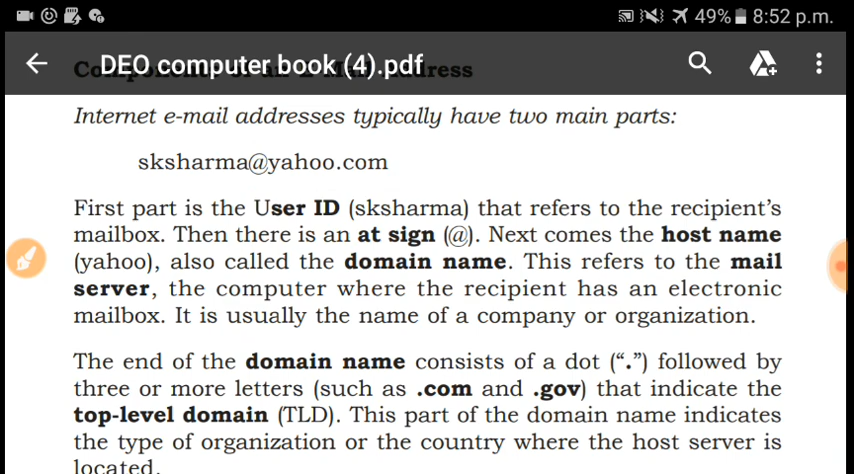 49% 8:52 p.m.
DEO computer book (4).pdf
Internet e-mail addresses typically have two main parts:
sksharma@yahoo.com
First part is the User ID (sksharma) that refers to the recipient's
mailbox. Then there is an at sign (@). Next comes the host name
(yahoo), also called the domain name. This refers to the mail
server, the computer where the recipient has an electronic
mailbox. It is usually the name of a company or organization.
The end of the domain name consists of a dot (“.”) followed by
three or more letters (such as .com and .gov) that indicate the
top-level domain (TLD). This part of the domain name indicates
the type of organization or the country where the host server is
located.